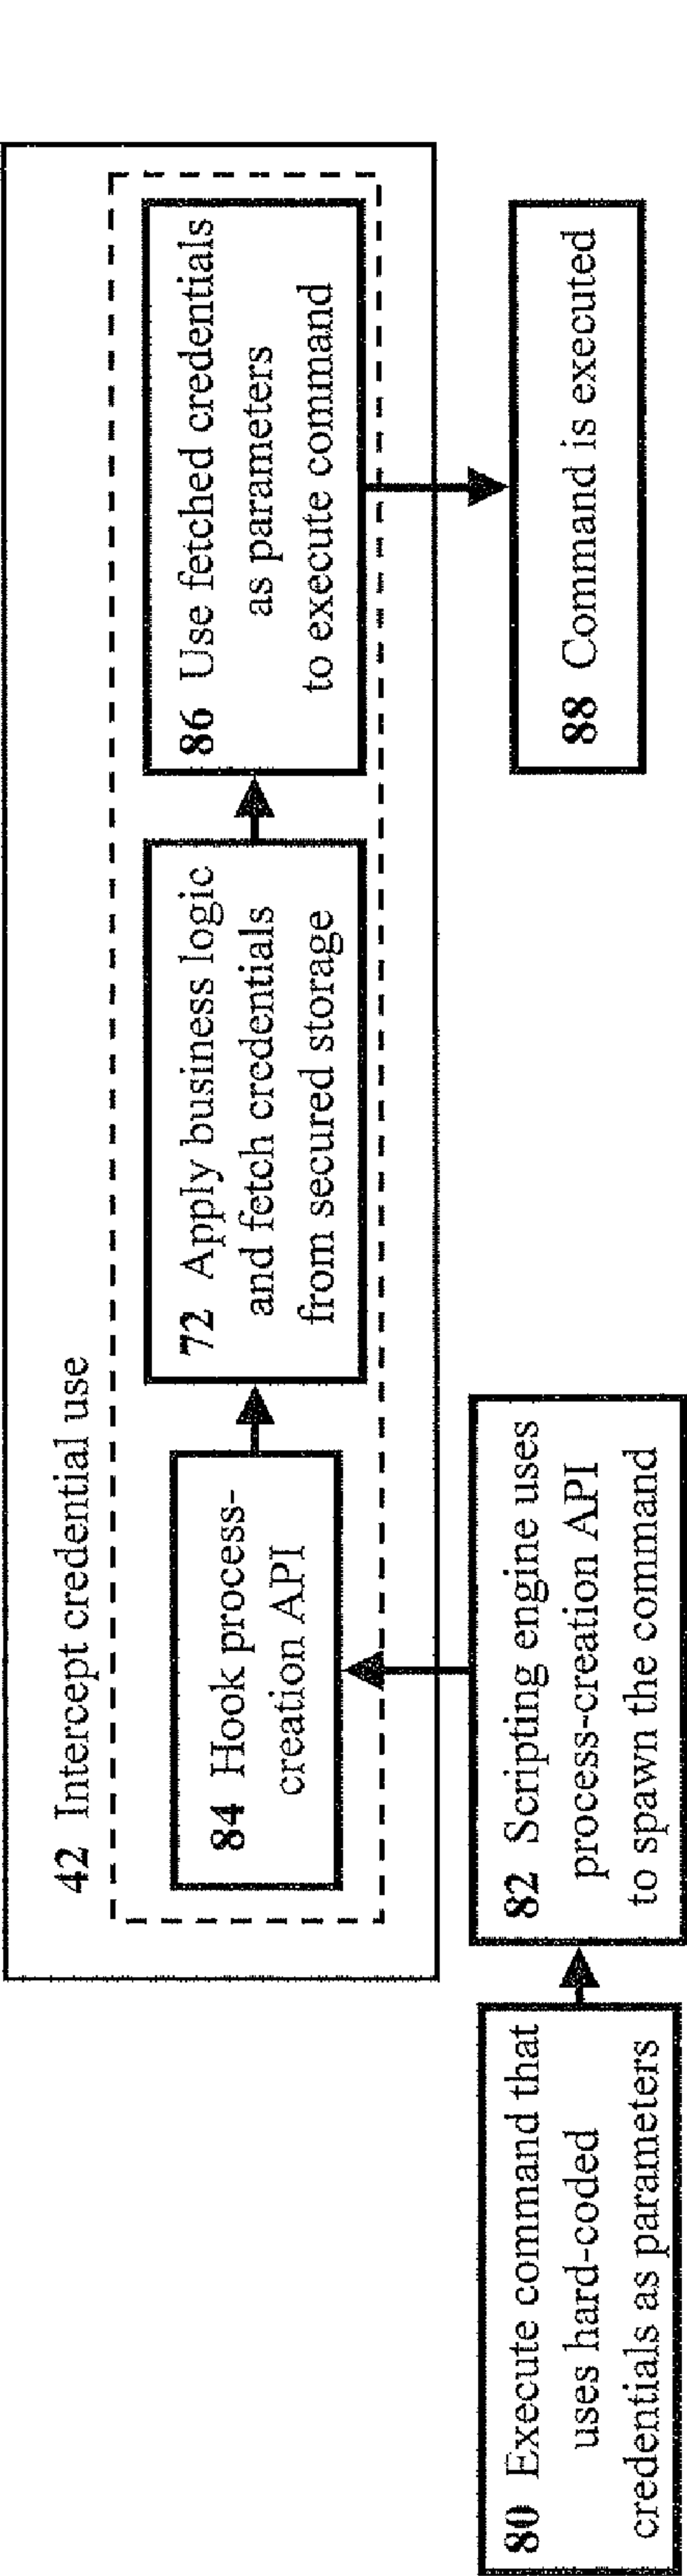 42 Intercept credential use
84 Hook process-
creation API
72 Apply business logic
and fetch credentials
from secured storage
86 Use fetched credentials
as parameters
to execute command
80 Execute command that
uses hard-coded
credentials as parameters
82 Scripting engine uses
process-creation API
to spawn the command
88 Command is executed